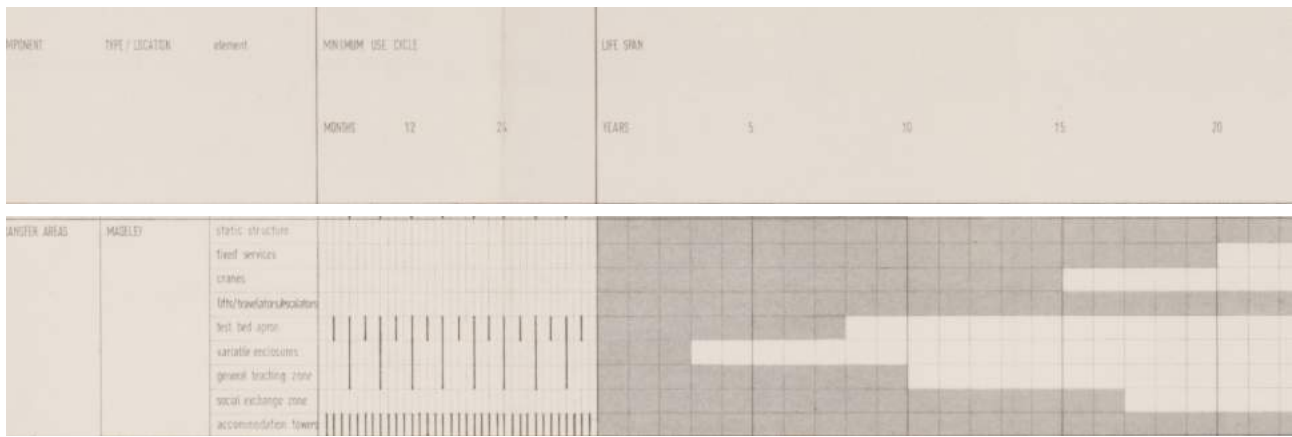 MPONENT TYPE / LOCATION element MINIMUM USE CYCLE LIFE SPAN
MONTHS 12 24 YEARS 5 10 15 20
ANSFER AREAS MADELEY static structure
fixed services
cranes
lifts/travelators/escalators
test bed apron
variable enclosures
general teaching zone
social exchange zone
accommodation towers